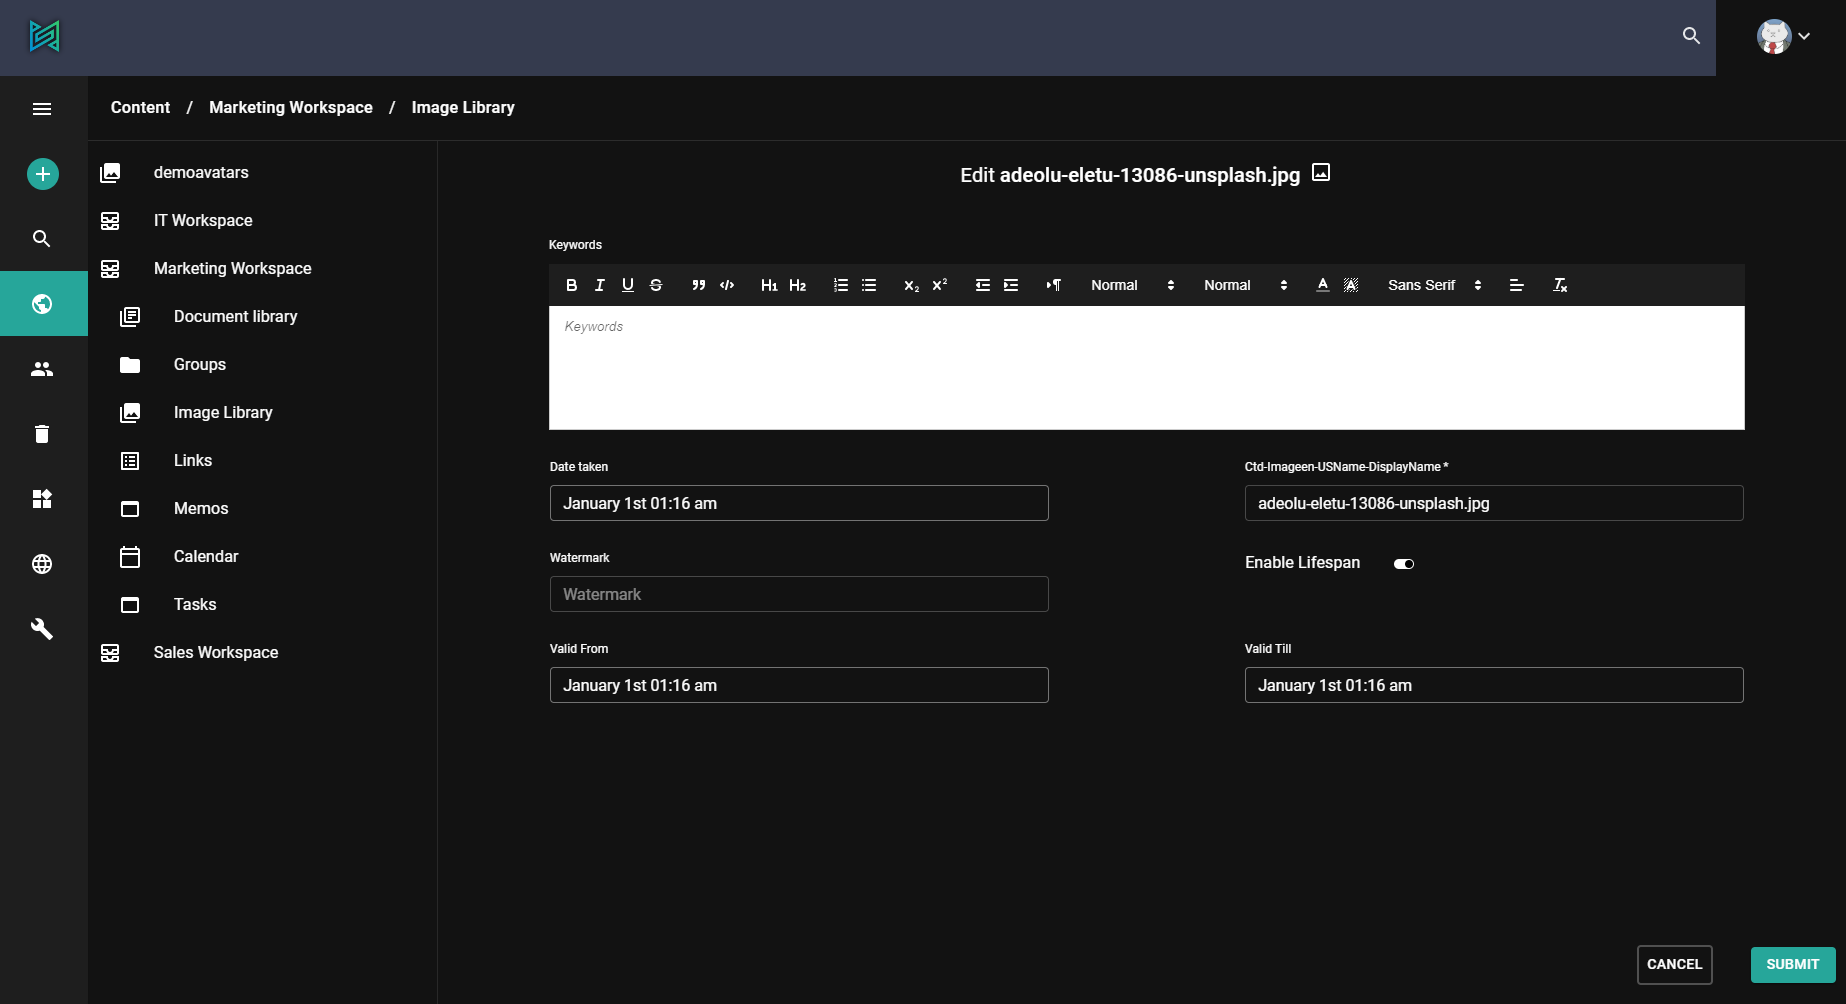 Content / Marketing Workspace / Image Library
demoavatars
IT Workspace
Marketing Workspace
Document library
Groups
Image Library
Links
Memos
Calendar
Tasks
Sales Workspace
Edit adeolu-eletu-13086-unsplash.jpg
Keywords
B I U S H1 H2 X2 X2 Normal Normal A A Sans Serif Tx
Keywords
Date taken
January 1st 01:16 am
Ctd-Imageen-USName-DisplayName *
adeolu-eletu-13086-unsplash.jpg
Watermark
Watermark
Enable Lifespan
Valid From
January 1st 01:16 am
Valid Till
January 1st 01:16 am
CANCEL SUBMIT